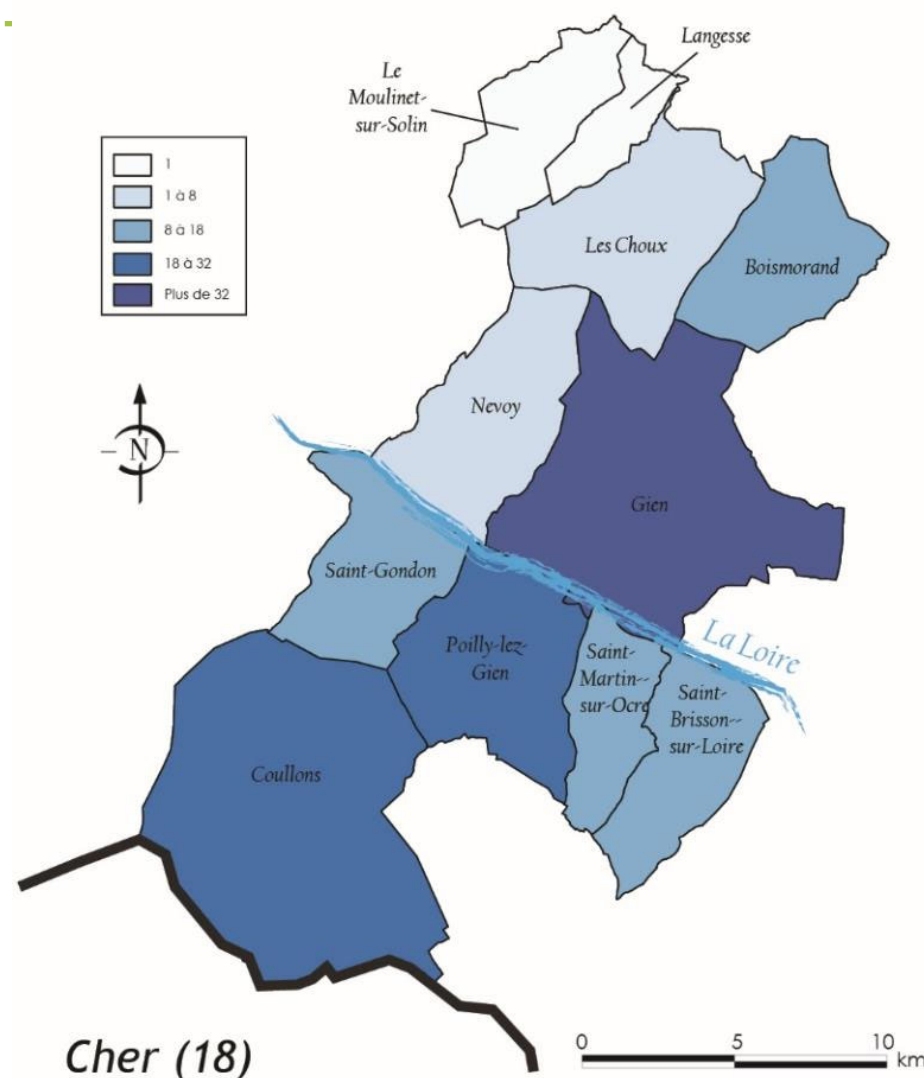 Langesse
Le
Moulinet-
sur-Solin
1
1 à 8
8 à 18
18 à 32
Plus de 32
Les Choux
Boismorand
N
Nevoy
Gien
Saint-Gondon
La Loire
Poilly-lez-
Gien
Saint-
Martin--
sur-Ocre
Saint-
Brisson--
sur-Loire
Coullons
Cher (18)
0 5 10
km